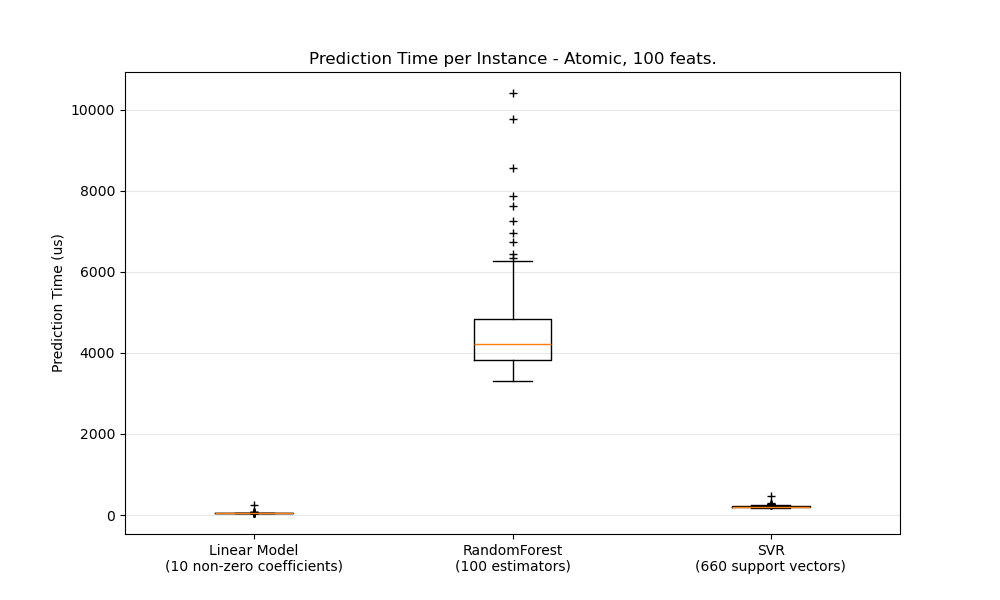 Prediction Time per Instance - Atomic, 100 feats.
Prediction Time (us)
10000
8000
6000
4000
2000
0
Linear Model
(10 non-zero coefficients)
RandomForest
(100 estimators)
SVR
(660 support vectors)